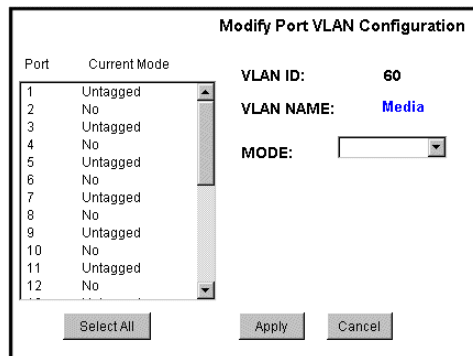 Modify Port VLAN Configuration
Port Current Mode
1 Untagged
2 No
3 Untagged
4 No
5 Untagged
6 No
7 Untagged
8 No
9 Untagged
10 No
11 Untagged
12 No
VLAN ID: 60
VLAN NAME: Media
MODE:
Select All
Apply
Cancel